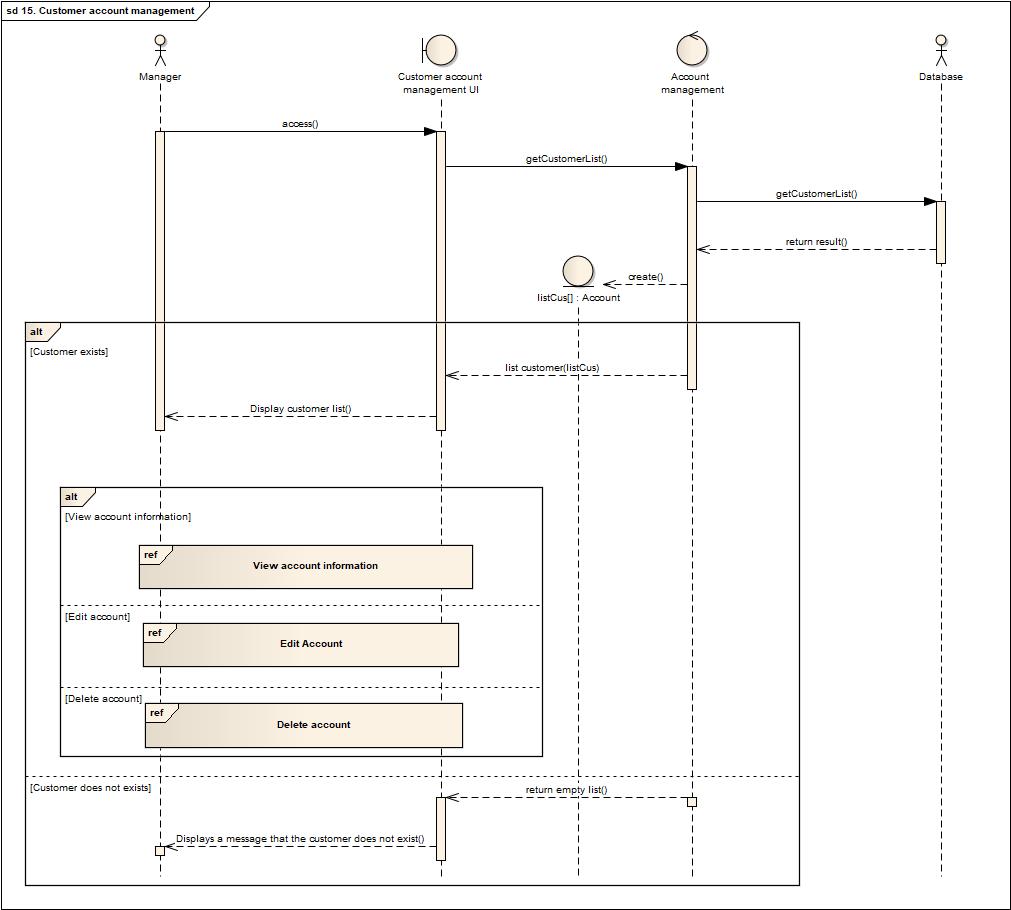 sd 15. Customer account management
Manager
Customer account
management UI
Account
management
Database
access()
getCustomerList()
getCustomerList()
return result()
create()
listCus[] : Account
alt
[Customer exists]
list customer(listCus)
Display customer list()
alt
[View account information]
ref
View account information
[Edit account]
ref
Edit Account
[Delete account]
ref
Delete account
[Customer does not exists]
return empty list()
Displays a message that the customer does not exist()